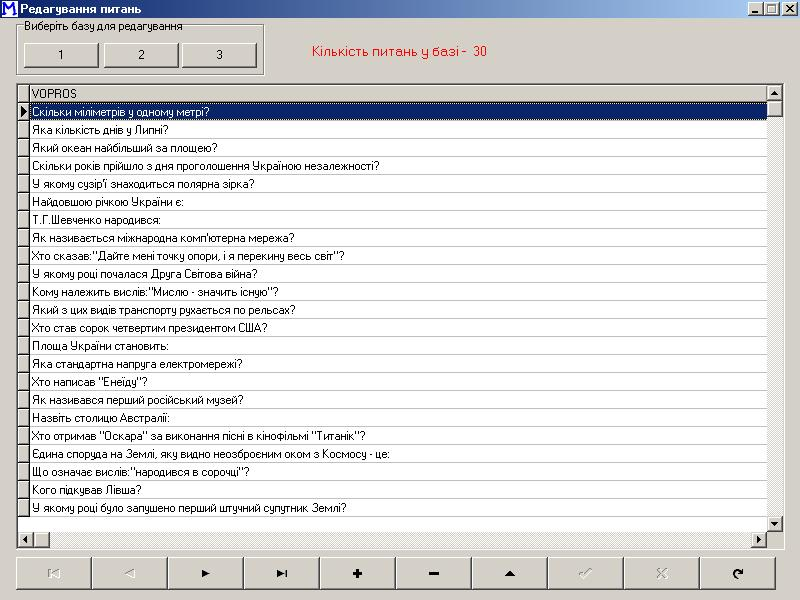 Редагування питань
Виберіть базу для редагування
1 2 3
Кількість питань у базі - 30
VOPROS
Скільки міліметрів у одному метрі?
Яка кількість днів у Липні?
Який океан найбільший за площею?
Скільки років прійшло з дня проголошення Україною незалежності?
У якому сузір'ї знаходиться полярна зірка?
Найдовшою річкою України є:
Т.Г.Шевченко народився:
Як називається міжнародна комп'ютерна мережа?
Хто сказав:"Дайте мені точку опори, і я перекину весь світ"?
У якому році почалася Друга Світова війна?
Кому належить вислів:"Мислю - значить існую"?
Який з цих видів транспорту рухається по рельсах?
Хто став сорок четвертим президентом США?
Площа України становить:
Яка стандартна напруга електромережі?
Хто написав "Енеїду"?
Як називався перший російський музей?
Назвіть столицю Австралії:
Хто отримав "Оскара" за виконання пісні в кінофільмі "Титанік"?
Єдина споруда на Землі, яку видно неозброєним оком з Космосу - це:
Що означає вислів:"народився в сорочці"?
Кого підкував Лівша?
У якому році було запущено перший штучний супутник Землі?